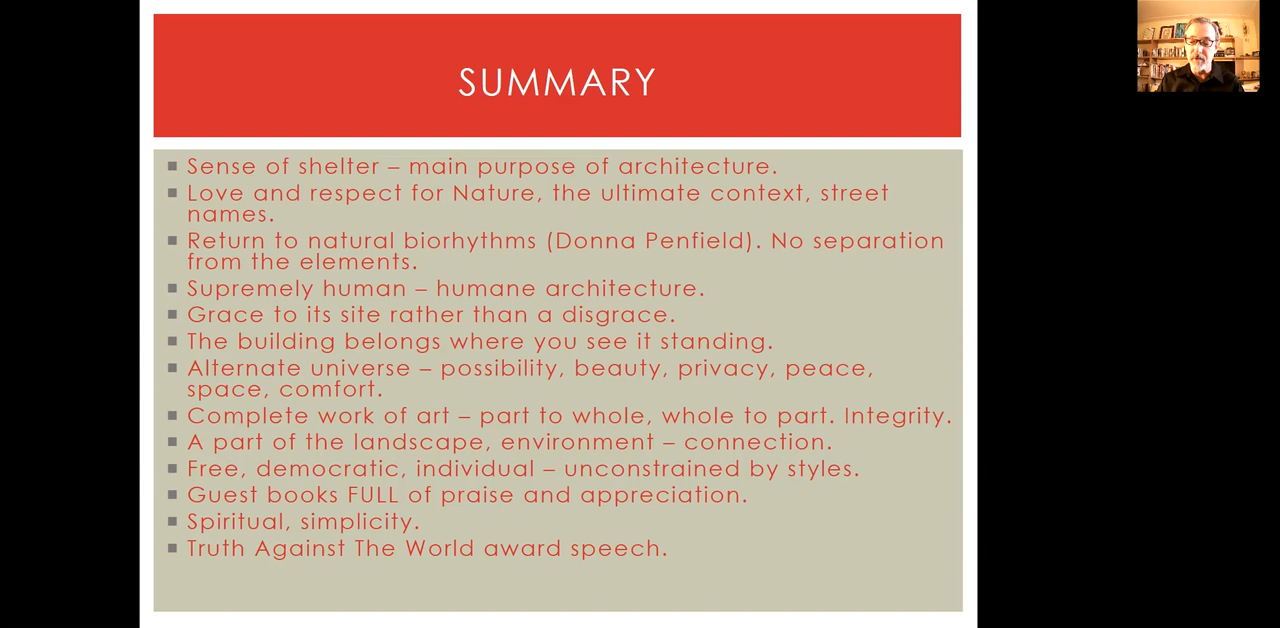 SUMMARY
Sense of shelter – main purpose of architecture.
Love and respect for Nature, the ultimate context, street
names.
Return to natural biorhythms (Donna Penfield). No separation
from the elements.
Supremely human – humane architecture.
Grace to its site rather than a disgrace.
The building belongs where you see it standing.
Alternate universe – possibility, beauty, privacy, peace,
space, comfort.
Complete work of art – part to whole, whole to part. Integrity.
A part of the landscape, environment – connection.
Free, democratic, individual – unconstrained by styles.
Guest books FULL of praise and appreciation.
Spiritual, simplicity.
Truth Against The World award speech.